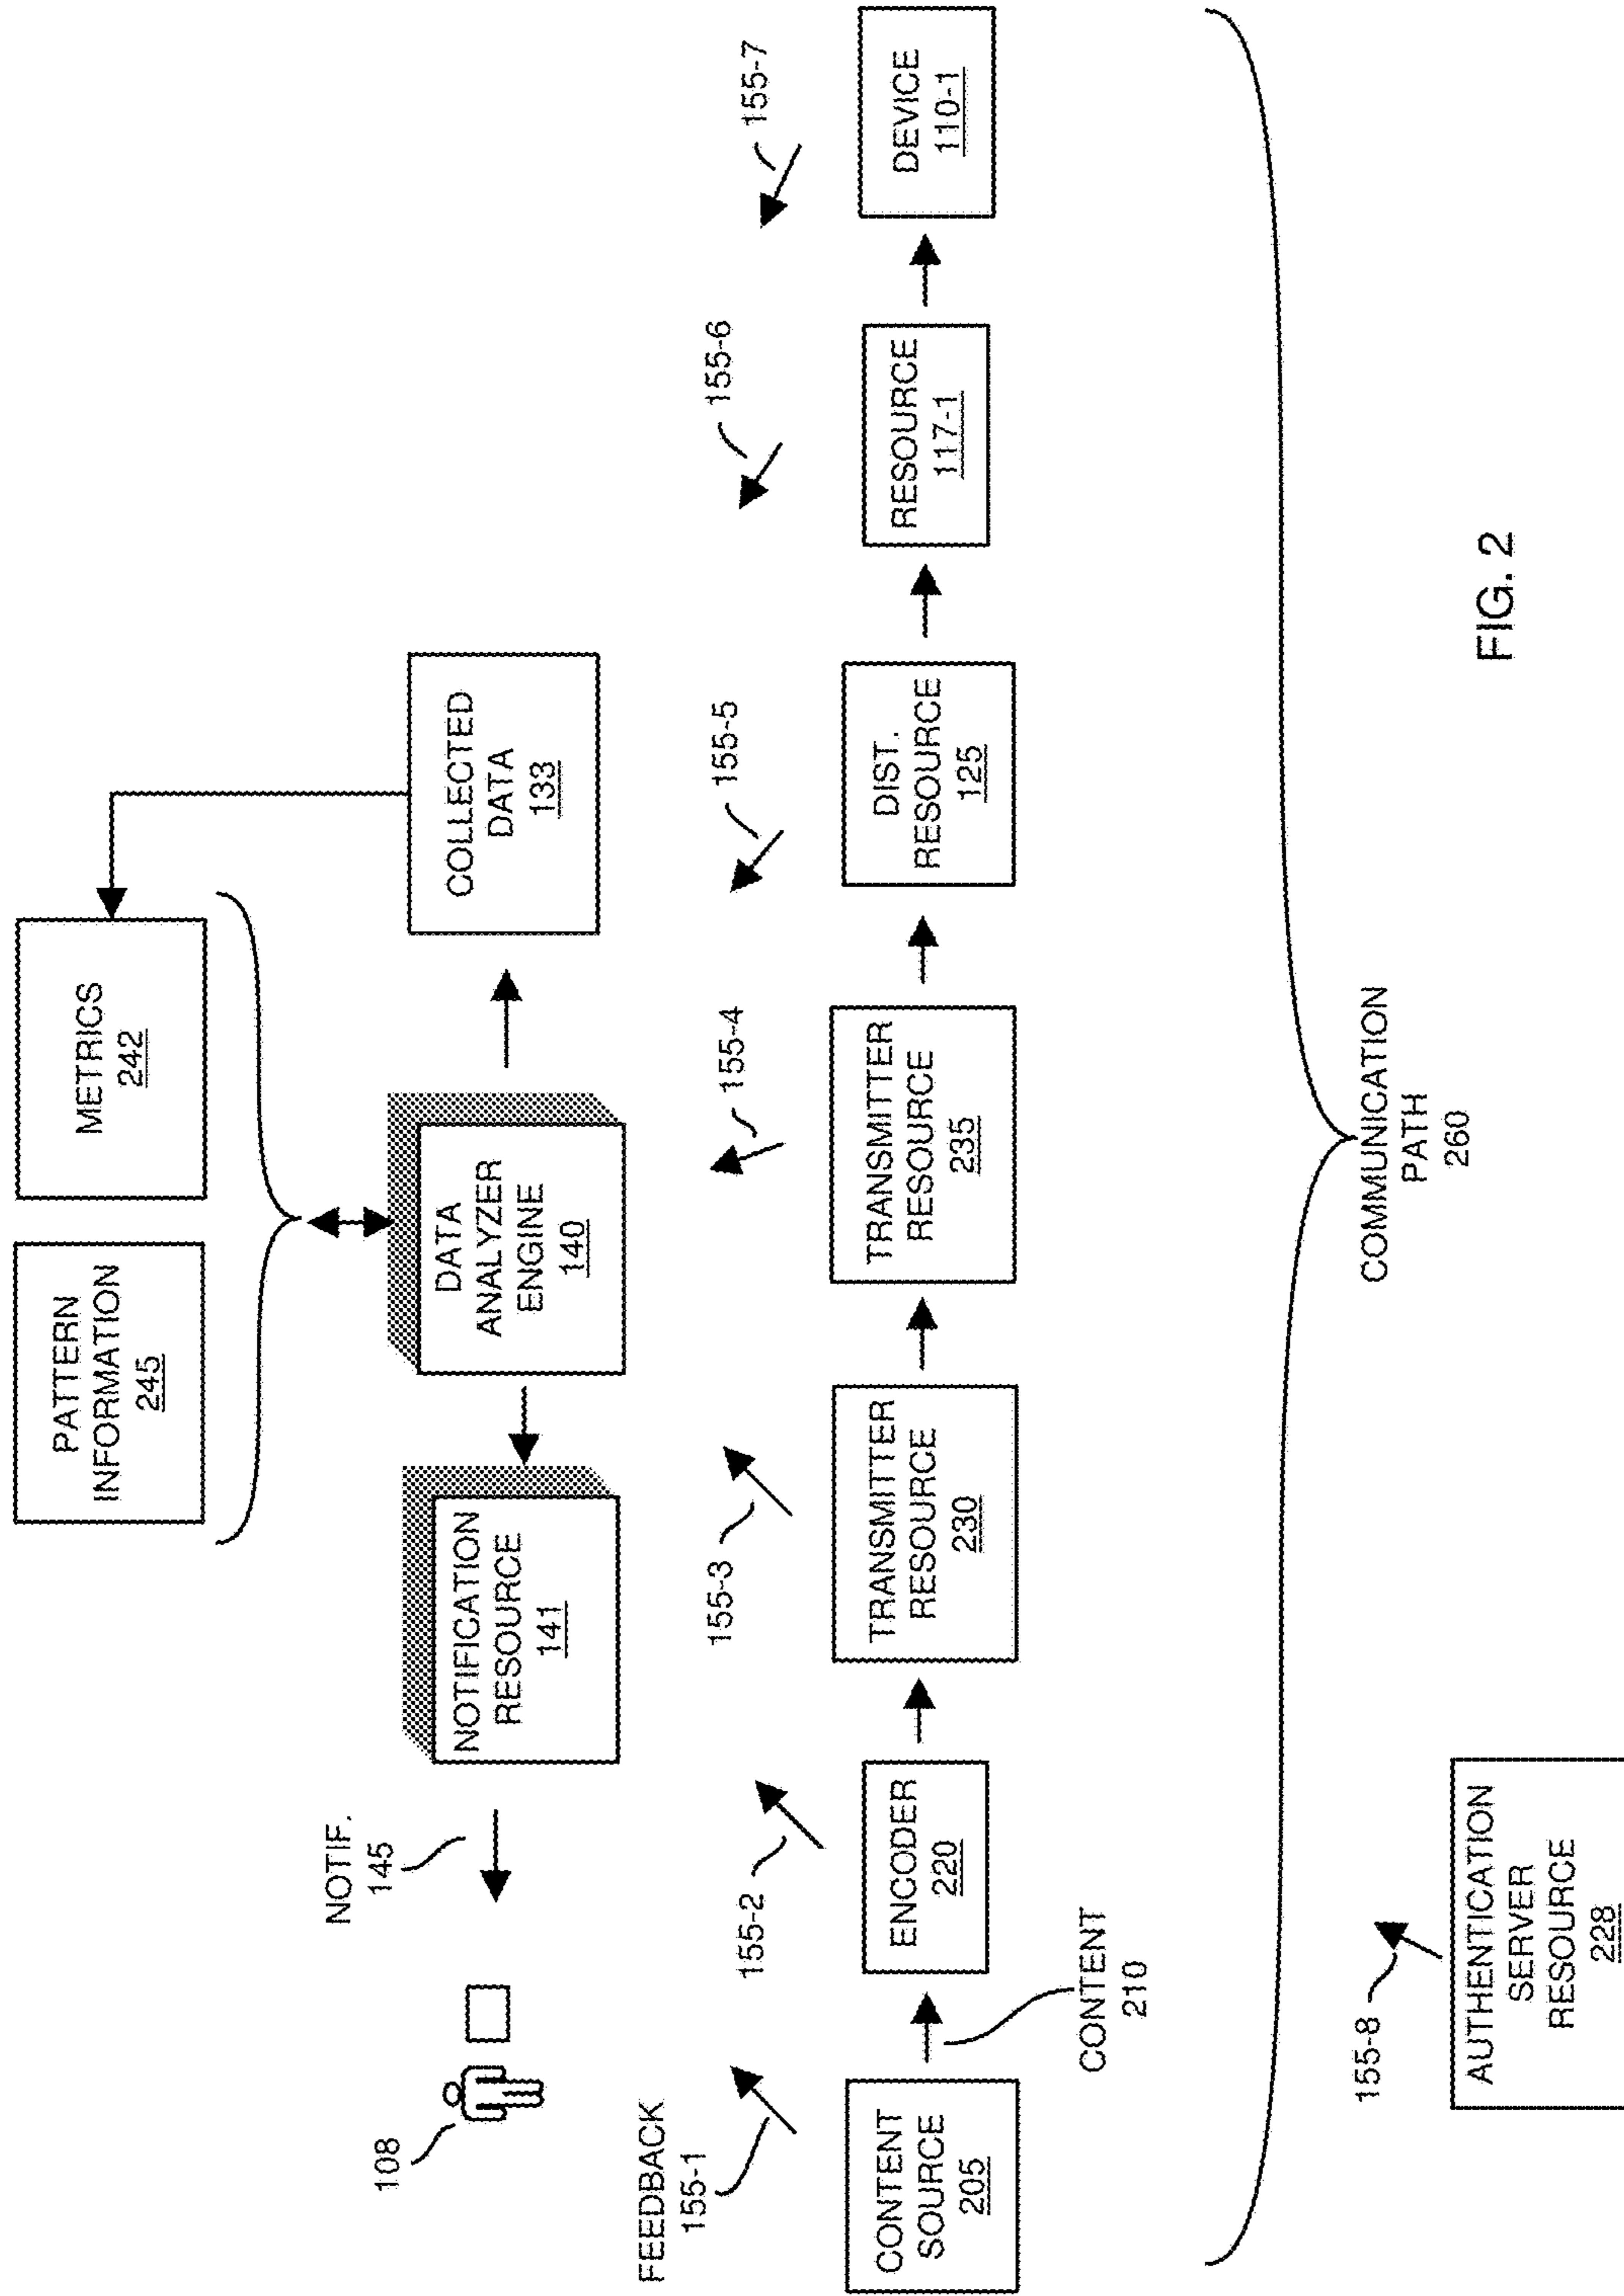 PATTERN
INFORMATION
245
METRICS
242
NOTIF.
145
108
NOTIFICATION
RESOURCE
141
DATA
ANALYZER
ENGINE
140
COLLECTED
DATA
133
FEEDBACK
155-1
155-2
155-3
155-4
155-5
155-6
155-7
CONTENT
SOURCE
205
ENCODER
220
TRANSMITTER
RESOURCE
230
TRANSMITTER
RESOURCE
235
DIST.
RESOURCE
125
RESOURCE
117-1
DEVICE
110-1
CONTENT
210
COMMUNICATION
PATH
260
155-8
AUTHENTICATION
SERVER
RESOURCE
228
FIG. 2